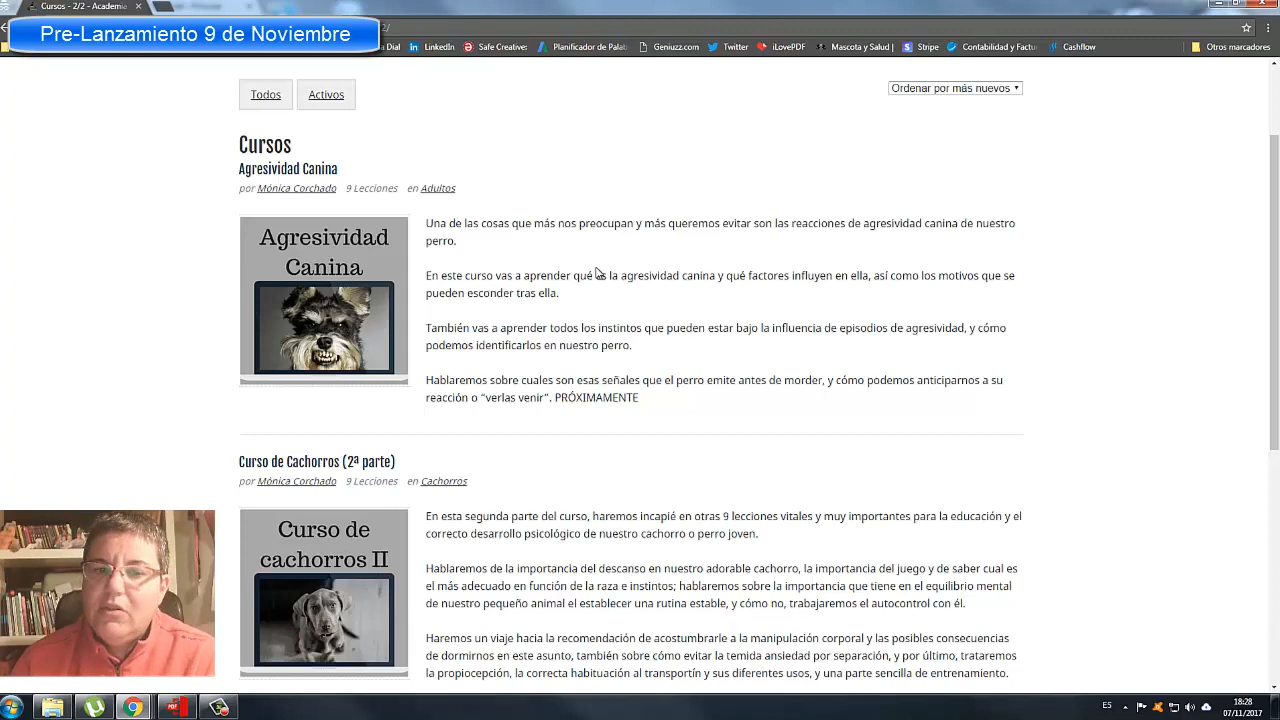 Cursos - 2/2 - Academia
Pre-Lanzamiento 9 de Noviembre
2/
Dial
LinkedIn
Safe Creative:
Planificador de Palab
Geniuzz.com
Twitter
iLovePDF
Mascota y Salud |
Stripe
Contabilidad y Factu
Cashflow
Otros marcadores
Todos
Activos
Ordenar por más nuevos
Cursos
Agresividad Canina
por Mónica Corchado 9 Lecciones en Adultos
Agresividad
Canina
Una de las cosas que más nos preocupan y más queremos evitar son las reacciones de agresividad canina de nuestro
perro.
En este curso vas a aprender qué es la agresividad canina y qué factores influyen en ella, así como los motivos que se
pueden esconder tras ella.
También vas a aprender todos los instintos que pueden estar bajo la influencia de episodios de agresividad, y cómo
podemos identificarlos en nuestro perro.
Hablaremos sobre cuales son esas señales que el perro emite antes de morder, y cómo podemos anticiparnos a su
reacción o “verlas venir”. PRÓXIMAMENTE
Curso de Cachorros (2ª parte)
por Mónica Corchado 9 Lecciones en Cachorros
Curso de
cachorros II
En esta segunda parte del curso, haremos incapié en otras 9 lecciones vitales y muy importantes para la educación y el
correcto desarrollo psicológico de nuestro cachorro o perro joven.
Hablaremos de la importancia del descanso en nuestro adorable cachorro, la importancia del juego y de saber cual es
el más adecuado en función de la raza e instintos; hablaremos sobre la importancia que tiene en el equilibrio mental
de nuestro pequeño animal el establecer una rutina estable, y cómo no, trabajaremos el autocontrol con él.
Haremos un viaje hacia la recomendación de acostumbrarle a la manipulación corporal y las posibles consecuencias
de dormirnos en este asunto, también sobre cómo evitar la temida ansiedad por separación, y por último, trataremos
la propiocepción, la correcta habituación al transportín y sus diferentes usos, y una parte sencilla de entrenamiento.
ES
18:28
07/11/2017